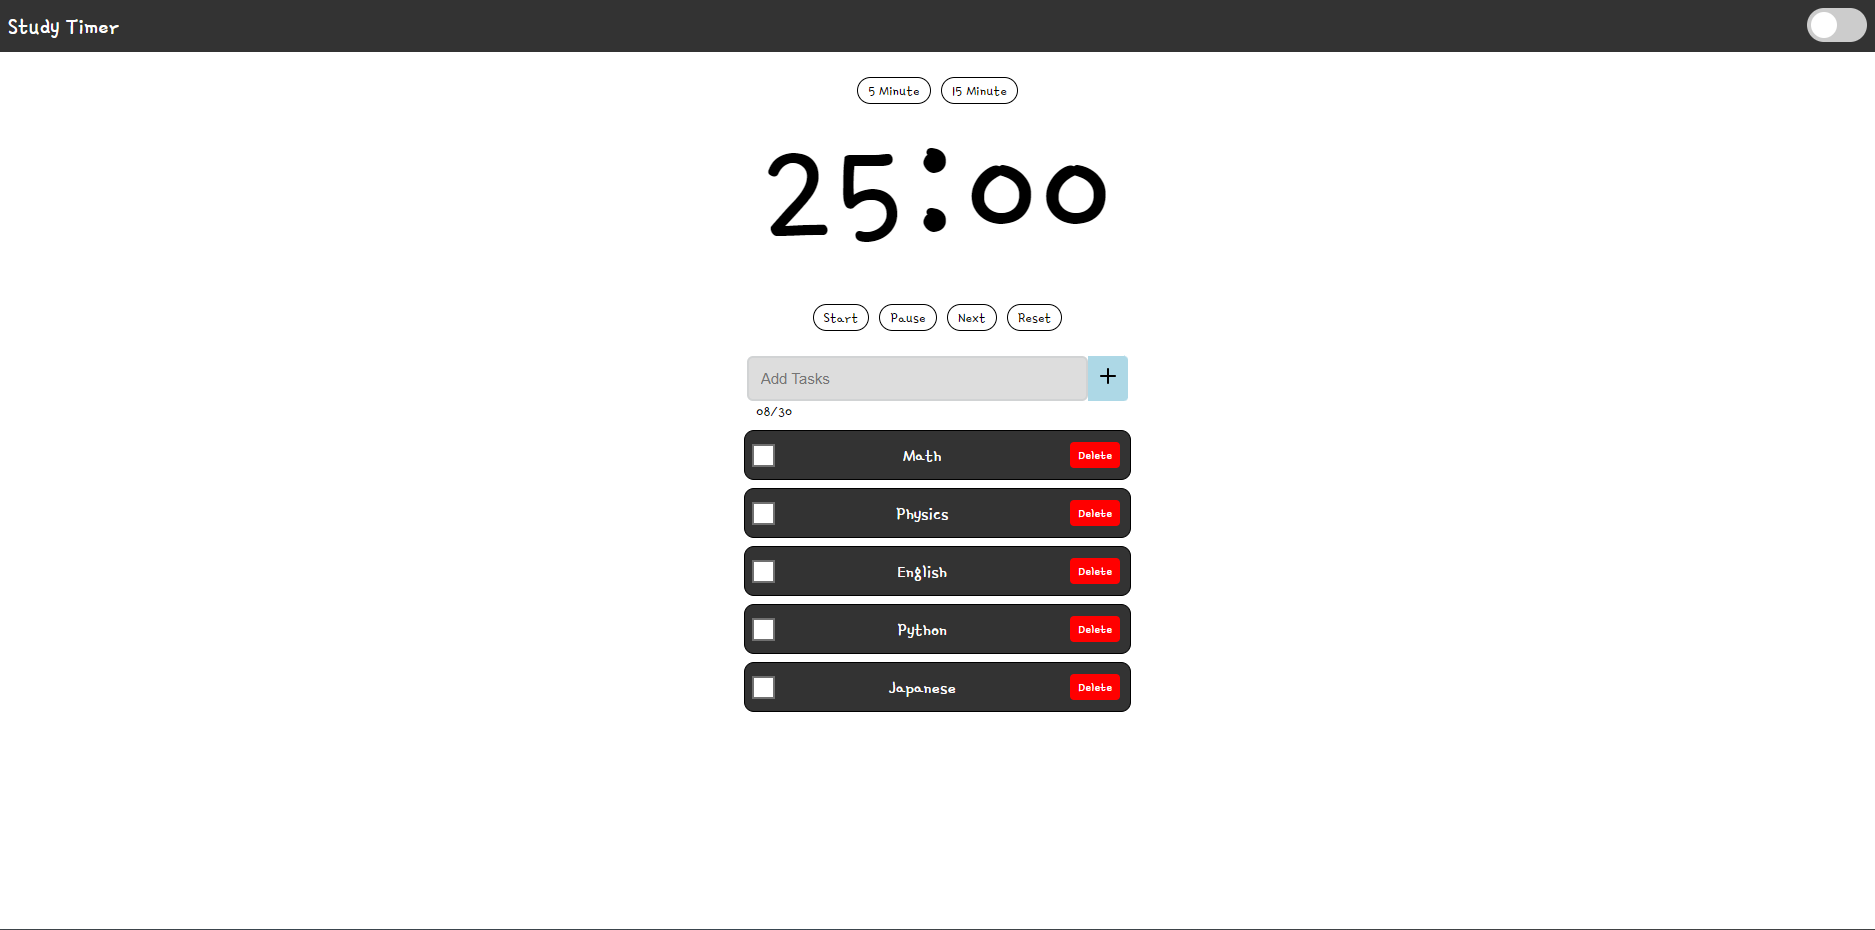 Study Timer
5 Minute 15 Minute
25:00
Start Pause Next Reset
Add Tasks +
08/30
Math Delete
Physics Delete
English Delete
Python Delete
Japanese Delete